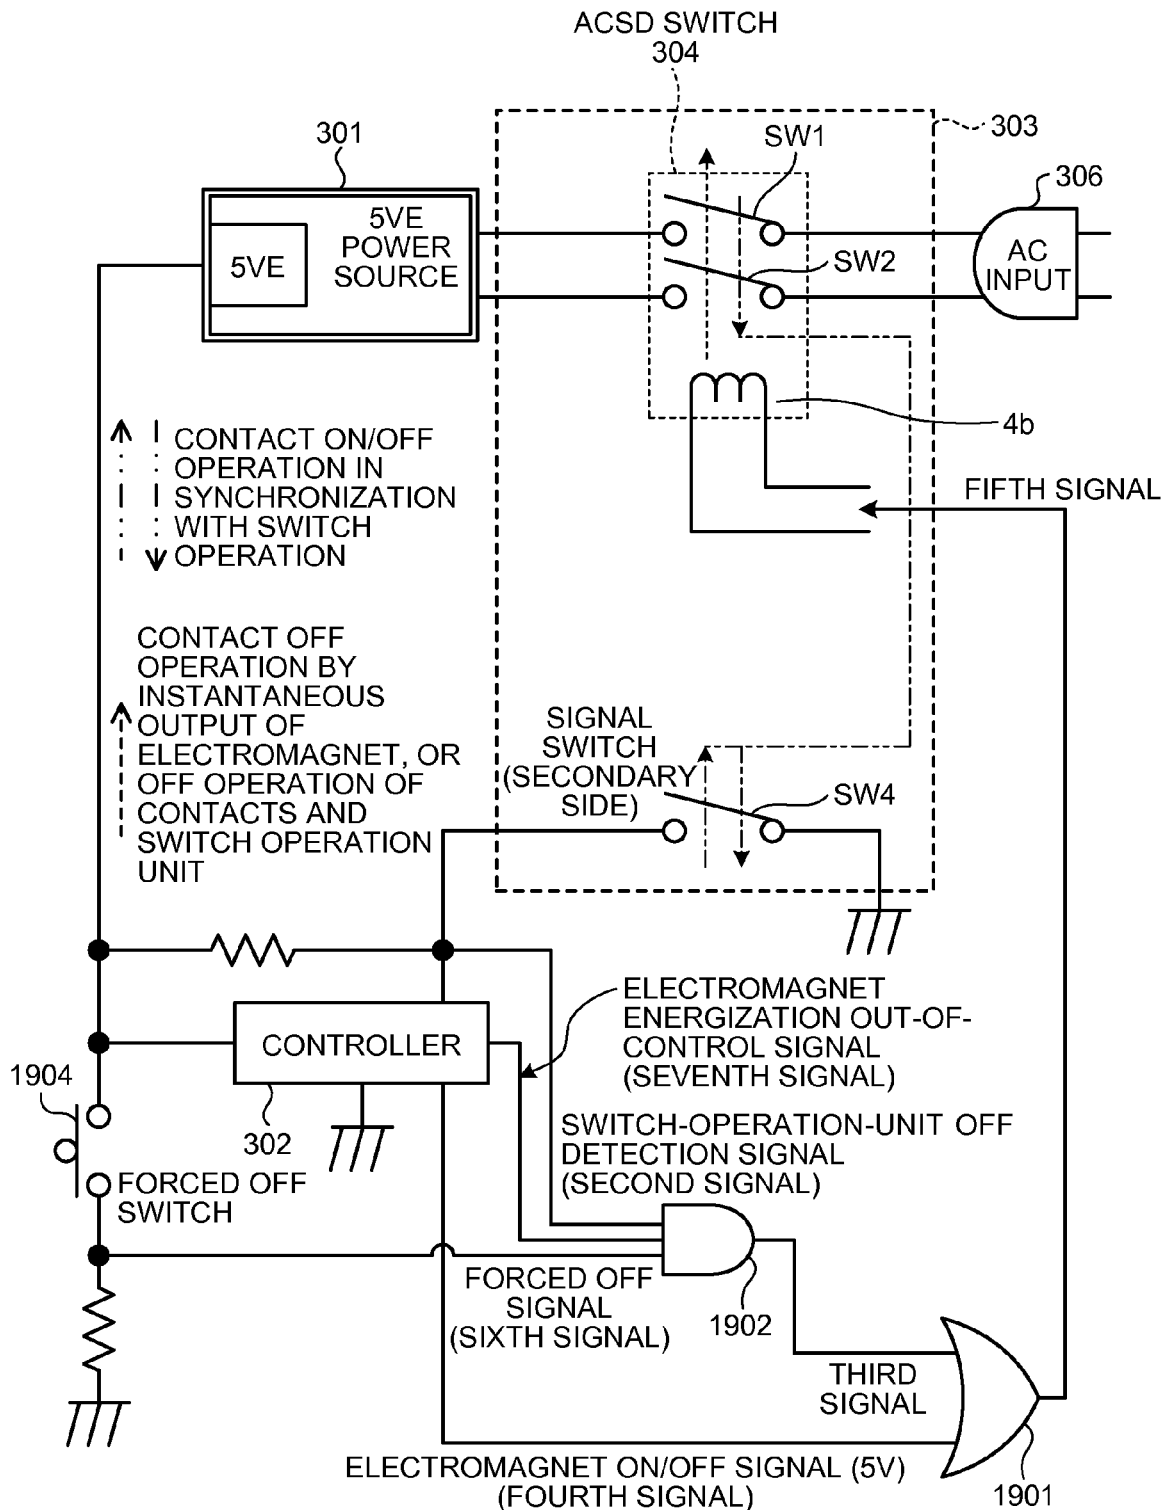 ACSD SWITCH
304
301
SW1
303
306
5VE
POWER
SOURCE
5VE
SW2
AC
INPUT
4b
CONTACT ON/OFF
OPERATION IN
SYNCHRONIZATION
WITH SWITCH
OPERATION
FIFTH SIGNAL
CONTACT OFF
OPERATION BY
INSTANTANEOUS
OUTPUT OF
ELECTROMAGNET, OR
OFF OPERATION OF
CONTACTS AND
SWITCH OPERATION
UNIT
SIGNAL
SWITCH
(SECONDARY
SIDE)
SW4
ELECTROMAGNET
ENERGIZATION OUT-OF-
CONTROL SIGNAL
(SEVENTH SIGNAL)
CONTROLLER
1904
302
SWITCH-OPERATION-UNIT OFF
DETECTION SIGNAL
(SECOND SIGNAL)
FORCED OFF
SWITCH
FORCED OFF
SIGNAL
(SIXTH SIGNAL)
1902
THIRD
SIGNAL
ELECTROMAGNET ON/OFF SIGNAL (5V)
(FOURTH SIGNAL)
1901